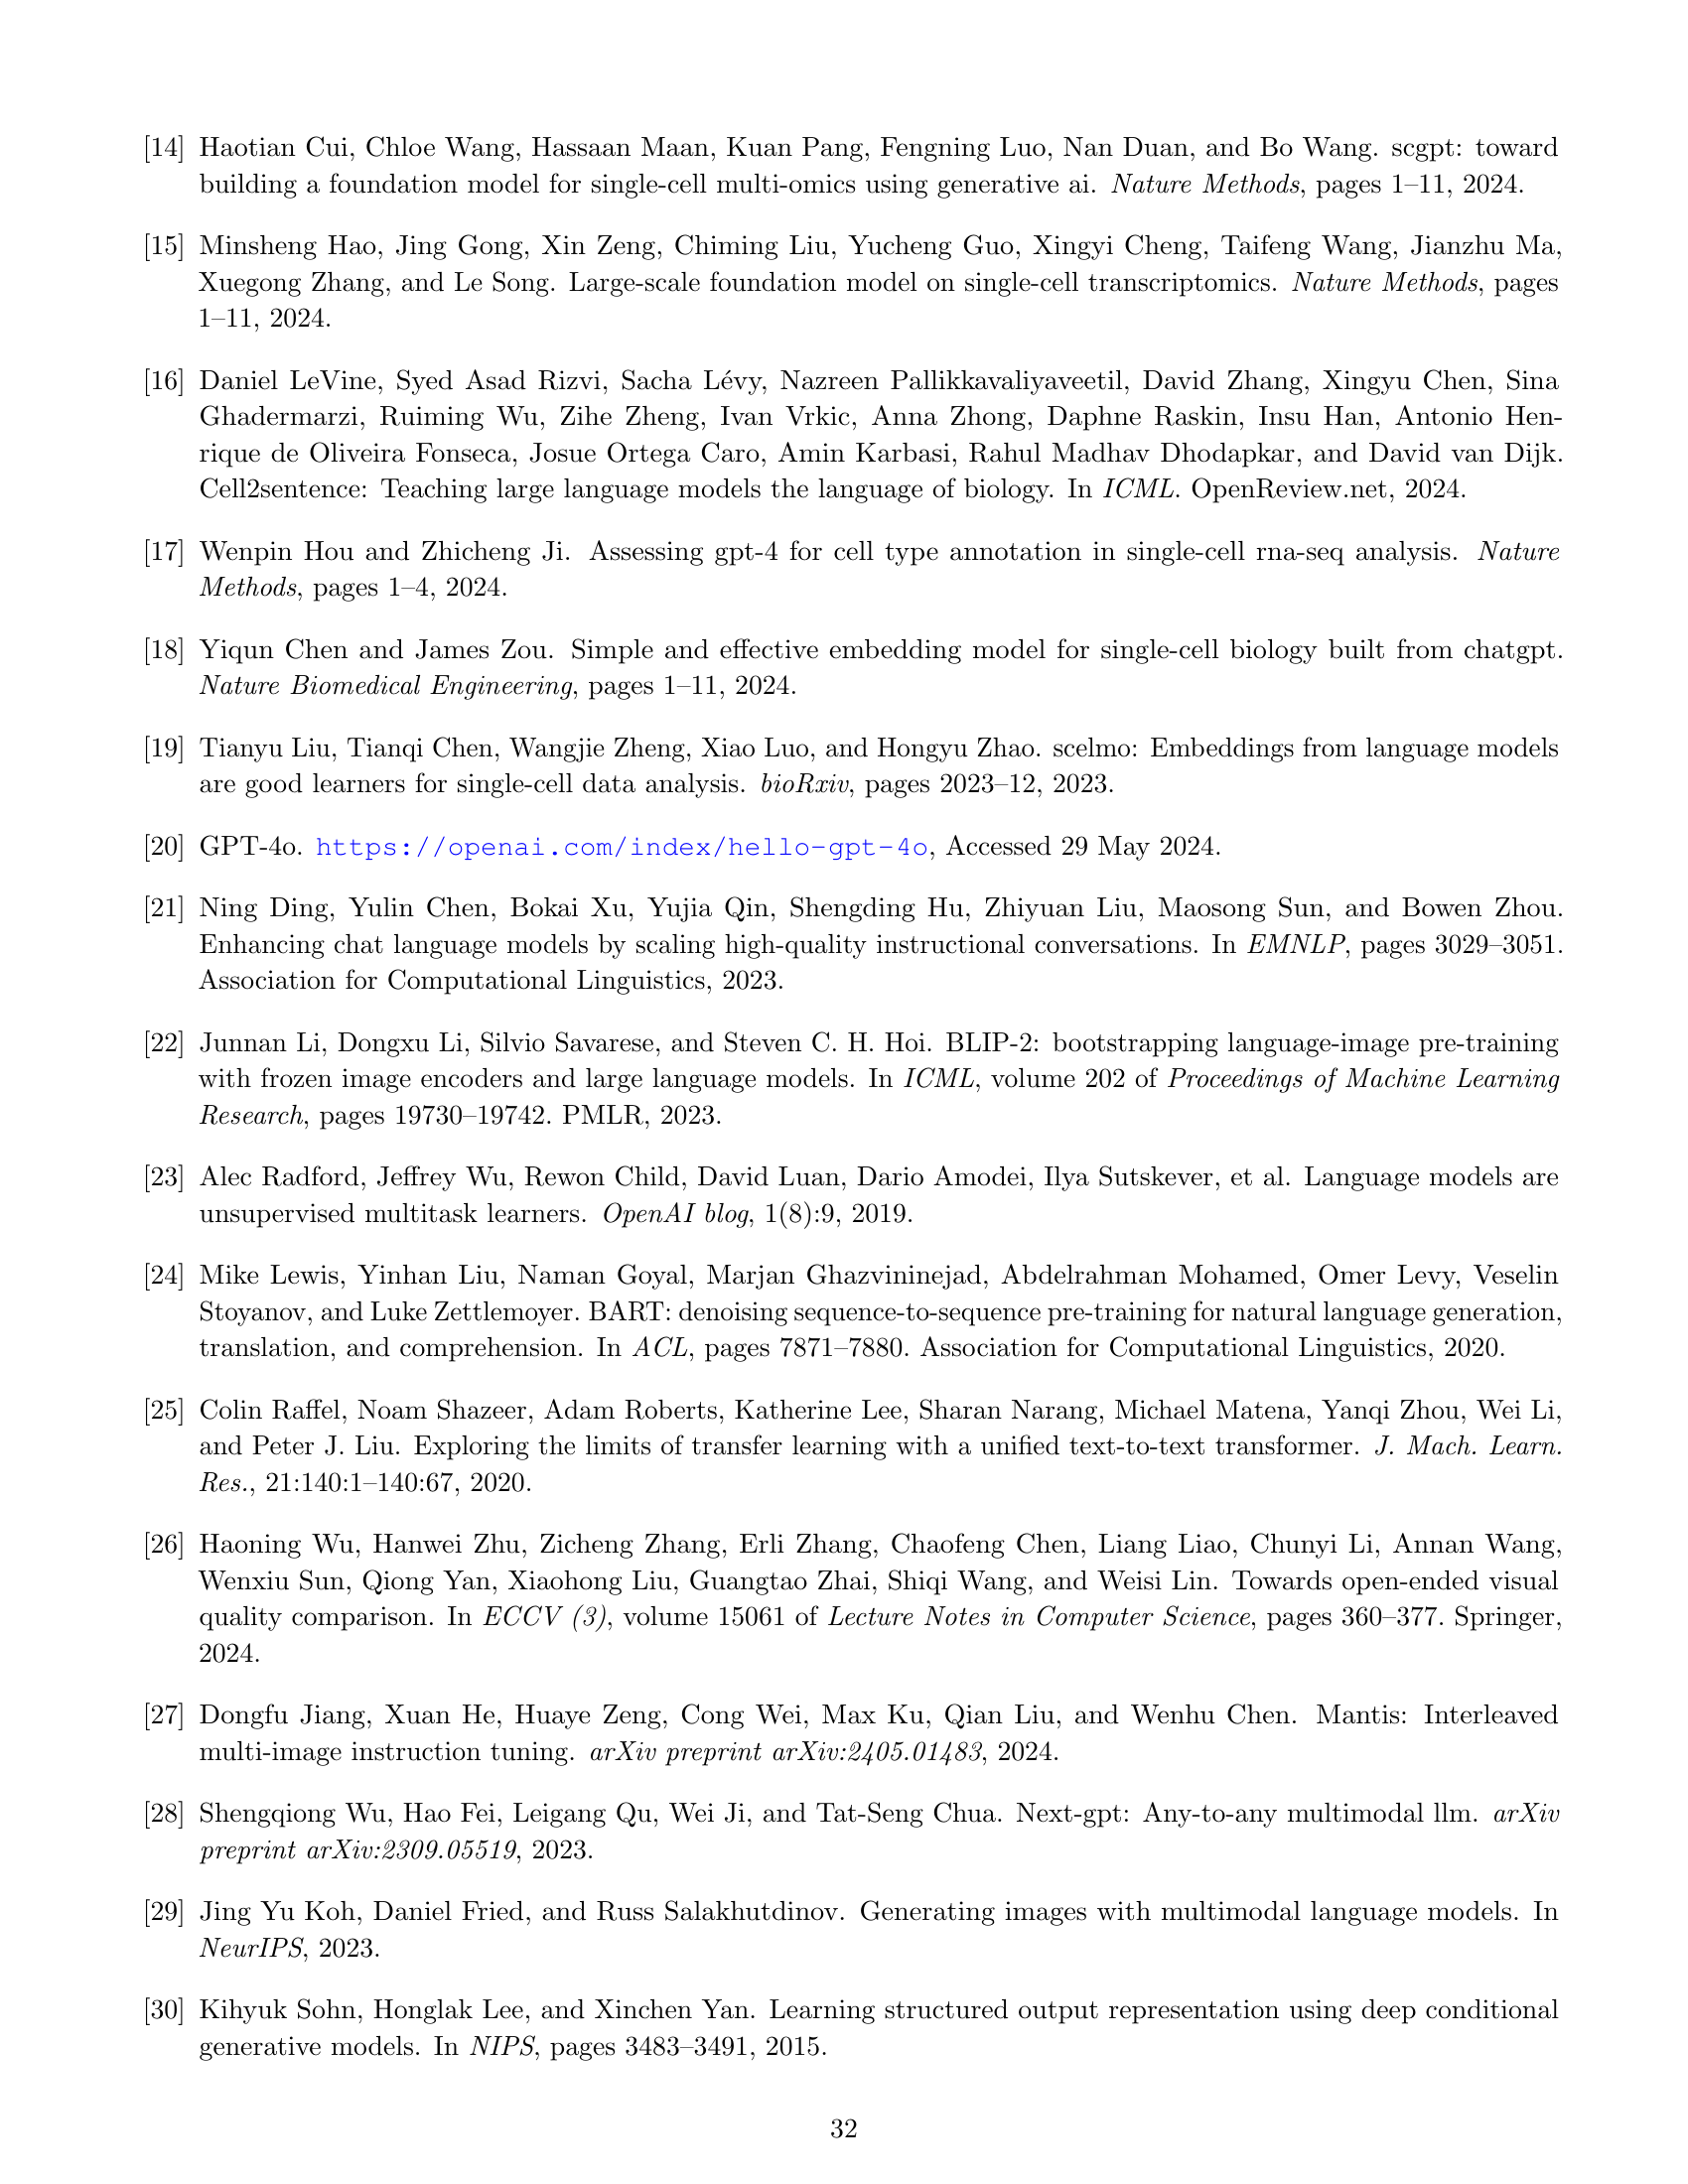 [14] Haotian Cui, Chloe Wang, Hassaan Maan, Kuan Pang, Fengning Luo, Nan Duan, and Bo Wang. scgpt: toward
building a foundation model for single-cell multi-omics using generative ai. Nature Methods, pages 1–11, 2024.
[15] Minsheng Hao, Jing Gong, Xin Zeng, Chiming Liu, Yucheng Guo, Xingyi Cheng, Taifeng Wang, Jianzhu Ma,
Xuegong Zhang, and Le Song. Large-scale foundation model on single-cell transcriptomics. Nature Methods, pages
1–11, 2024.
[16] Daniel LeVine, Syed Asad Rizvi, Sacha Lévy, Nazreen Pallikkavaliyaveetil, David Zhang, Xingyu Chen, Sina
Ghadermarzi, Ruiming Wu, Zihe Zheng, Ivan Vrkic, Anna Zhong, Daphne Raskin, Insu Han, Antonio Hen-
rique de Oliveira Fonseca, Josue Ortega Caro, Amin Karbasi, Rahul Madhav Dhodapkar, and David van Dijk.
Cell2sentence: Teaching large language models the language of biology. In ICML. OpenReview.net, 2024.
[17] Wenpin Hou and Zhicheng Ji. Assessing gpt-4 for cell type annotation in single-cell rna-seq analysis. Nature
Methods, pages 1–4, 2024.
[18] Yiqun Chen and James Zou. Simple and effective embedding model for single-cell biology built from chatgpt.
Nature Biomedical Engineering, pages 1–11, 2024.
[19] Tianyu Liu, Tianqi Chen, Wangjie Zheng, Xiao Luo, and Hongyu Zhao. scelmo: Embeddings from language models
are good learners for single-cell data analysis. bioRxiv, pages 2023–12, 2023.
[20] GPT-4o. https://openai.com/index/hello-gpt-4o, Accessed 29 May 2024.
[21] Ning Ding, Yulin Chen, Bokai Xu, Yujia Qin, Shengding Hu, Zhiyuan Liu, Maosong Sun, and Bowen Zhou.
Enhancing chat language models by scaling high-quality instructional conversations. In EMNLP, pages 3029–3051.
Association for Computational Linguistics, 2023.
[22] Junnan Li, Dongxu Li, Silvio Savarese, and Steven C. H. Hoi. BLIP-2: bootstrapping language-image pre-training
with frozen image encoders and large language models. In ICML, volume 202 of Proceedings of Machine Learning
Research, pages 19730–19742. PMLR, 2023.
[23] Alec Radford, Jeffrey Wu, Rewon Child, David Luan, Dario Amodei, Ilya Sutskever, et al. Language models are
unsupervised multitask learners. OpenAI blog, 1(8):9, 2019.
[24] Mike Lewis, Yinhan Liu, Naman Goyal, Marjan Ghazvininejad, Abdelrahman Mohamed, Omer Levy, Veselin
Stoyanov, and Luke Zettlemoyer. BART: denoising sequence-to-sequence pre-training for natural language generation,
translation, and comprehension. In ACL, pages 7871–7880. Association for Computational Linguistics, 2020.
[25] Colin Raffel, Noam Shazeer, Adam Roberts, Katherine Lee, Sharan Narang, Michael Matena, Yanqi Zhou, Wei Li,
and Peter J. Liu. Exploring the limits of transfer learning with a unified text-to-text transformer. J. Mach. Learn.
Res., 21:140:1–140:67, 2020.
[26] Haoning Wu, Hanwei Zhu, Zicheng Zhang, Erli Zhang, Chaofeng Chen, Liang Liao, Chunyi Li, Annan Wang,
Wenxiu Sun, Qiong Yan, Xiaohong Liu, Guangtao Zhai, Shiqi Wang, and Weisi Lin. Towards open-ended visual
quality comparison. In ECCV (3), volume 15061 of Lecture Notes in Computer Science, pages 360–377. Springer,
2024.
[27] Dongfu Jiang, Xuan He, Huaye Zeng, Cong Wei, Max Ku, Qian Liu, and Wenhu Chen. Mantis: Interleaved
multi-image instruction tuning. arXiv preprint arXiv:2405.01483, 2024.
[28] Shengqiong Wu, Hao Fei, Leigang Qu, Wei Ji, and Tat-Seng Chua. Next-gpt: Any-to-any multimodal llm. arXiv
preprint arXiv:2309.05519, 2023.
[29] Jing Yu Koh, Daniel Fried, and Russ Salakhutdinov. Generating images with multimodal language models. In
NeurIPS, 2023.
[30] Kihyuk Sohn, Honglak Lee, and Xinchen Yan. Learning structured output representation using deep conditional
generative models. In NIPS, pages 3483–3491, 2015.
32